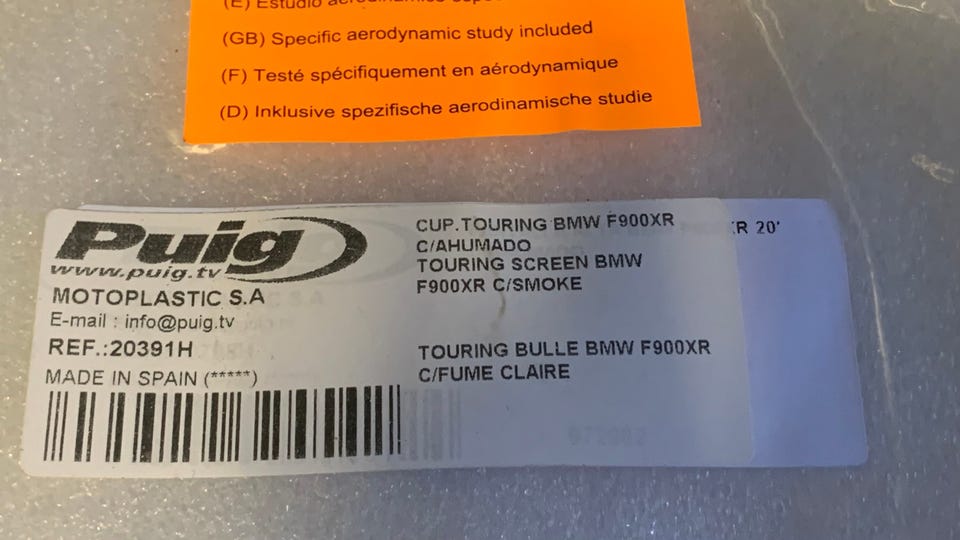 (E) Estudio
(GB) Specific aerodynamic study included
(F) Testé spécifiquement en aérodynamique
(D) Inklusive spezifische aerodinamische studie
Puig
www.puig.tv
MOTOPLASTIC S.A
E-mail : info@puig.tv
REF.:20391H
MADE IN SPAIN (*****)
CUP.TOURING BMW F900XR
C/AHUMADO
TOURING SCREEN BMW
F900XR C/SMOKE
TOURING BULLE BMW F900XR
C/FUME CLAIRE
R 20'